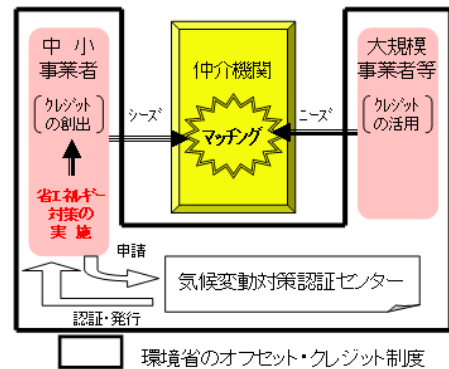 中 小
事業者
クレジット
の創出
省エネルギー
対策の
実 施
シーズ
仲介機関
マッチング
ニーズ
大規模
事業者等
クレジット
の活用
申請
気候変動対策認証センター
認証・発行
環境省のオフセット・クレジット制度